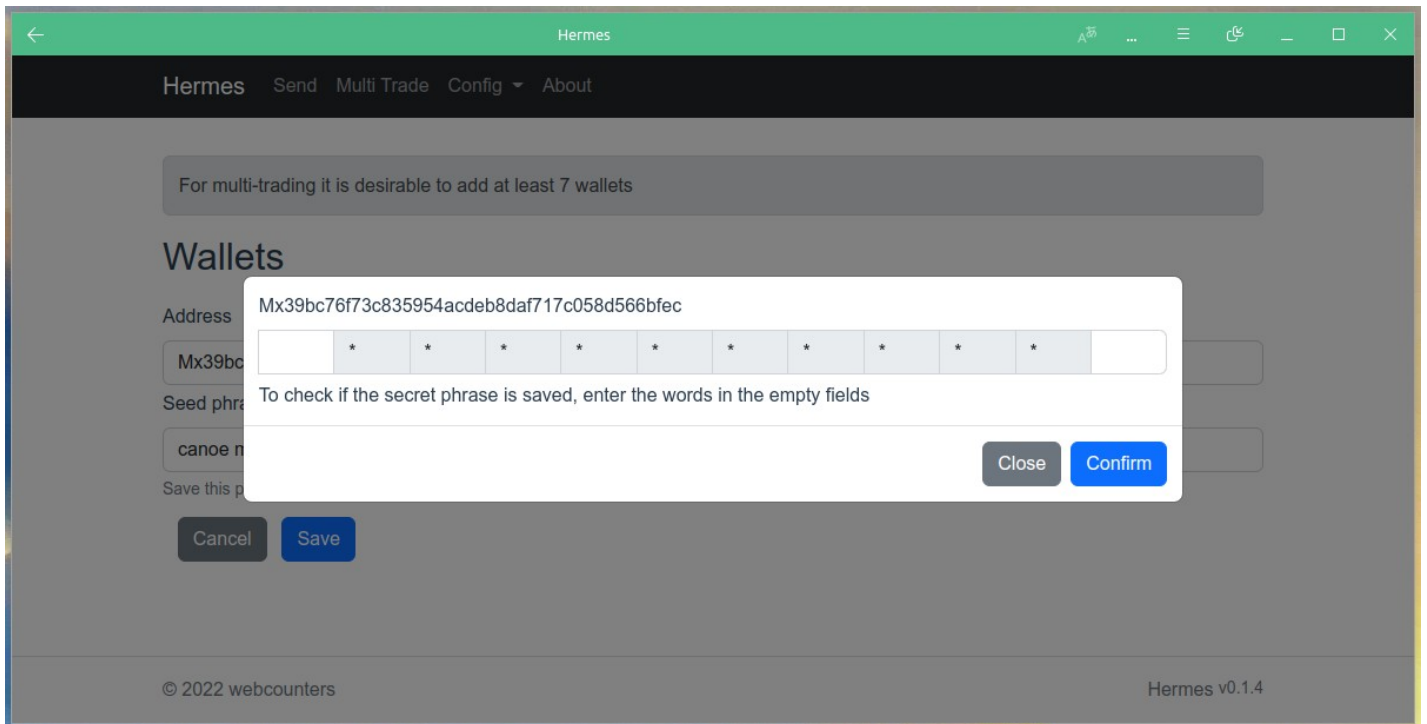 Hermes
Hermes Send Multi Trade Config About
For multi-trading it is desirable to add at least 7 wallets
Wallets
Mx39bc76f73c835954acdeb8daf717c058d566bfec
Address
* * * * * * * * * *
Mx39bc
To check if the secret phrase is saved, enter the words in the empty fields
Seed phra
canoe m
Close Confirm
Save this p
Cancel Save
© 2022 webcounters Hermes v0.1.4